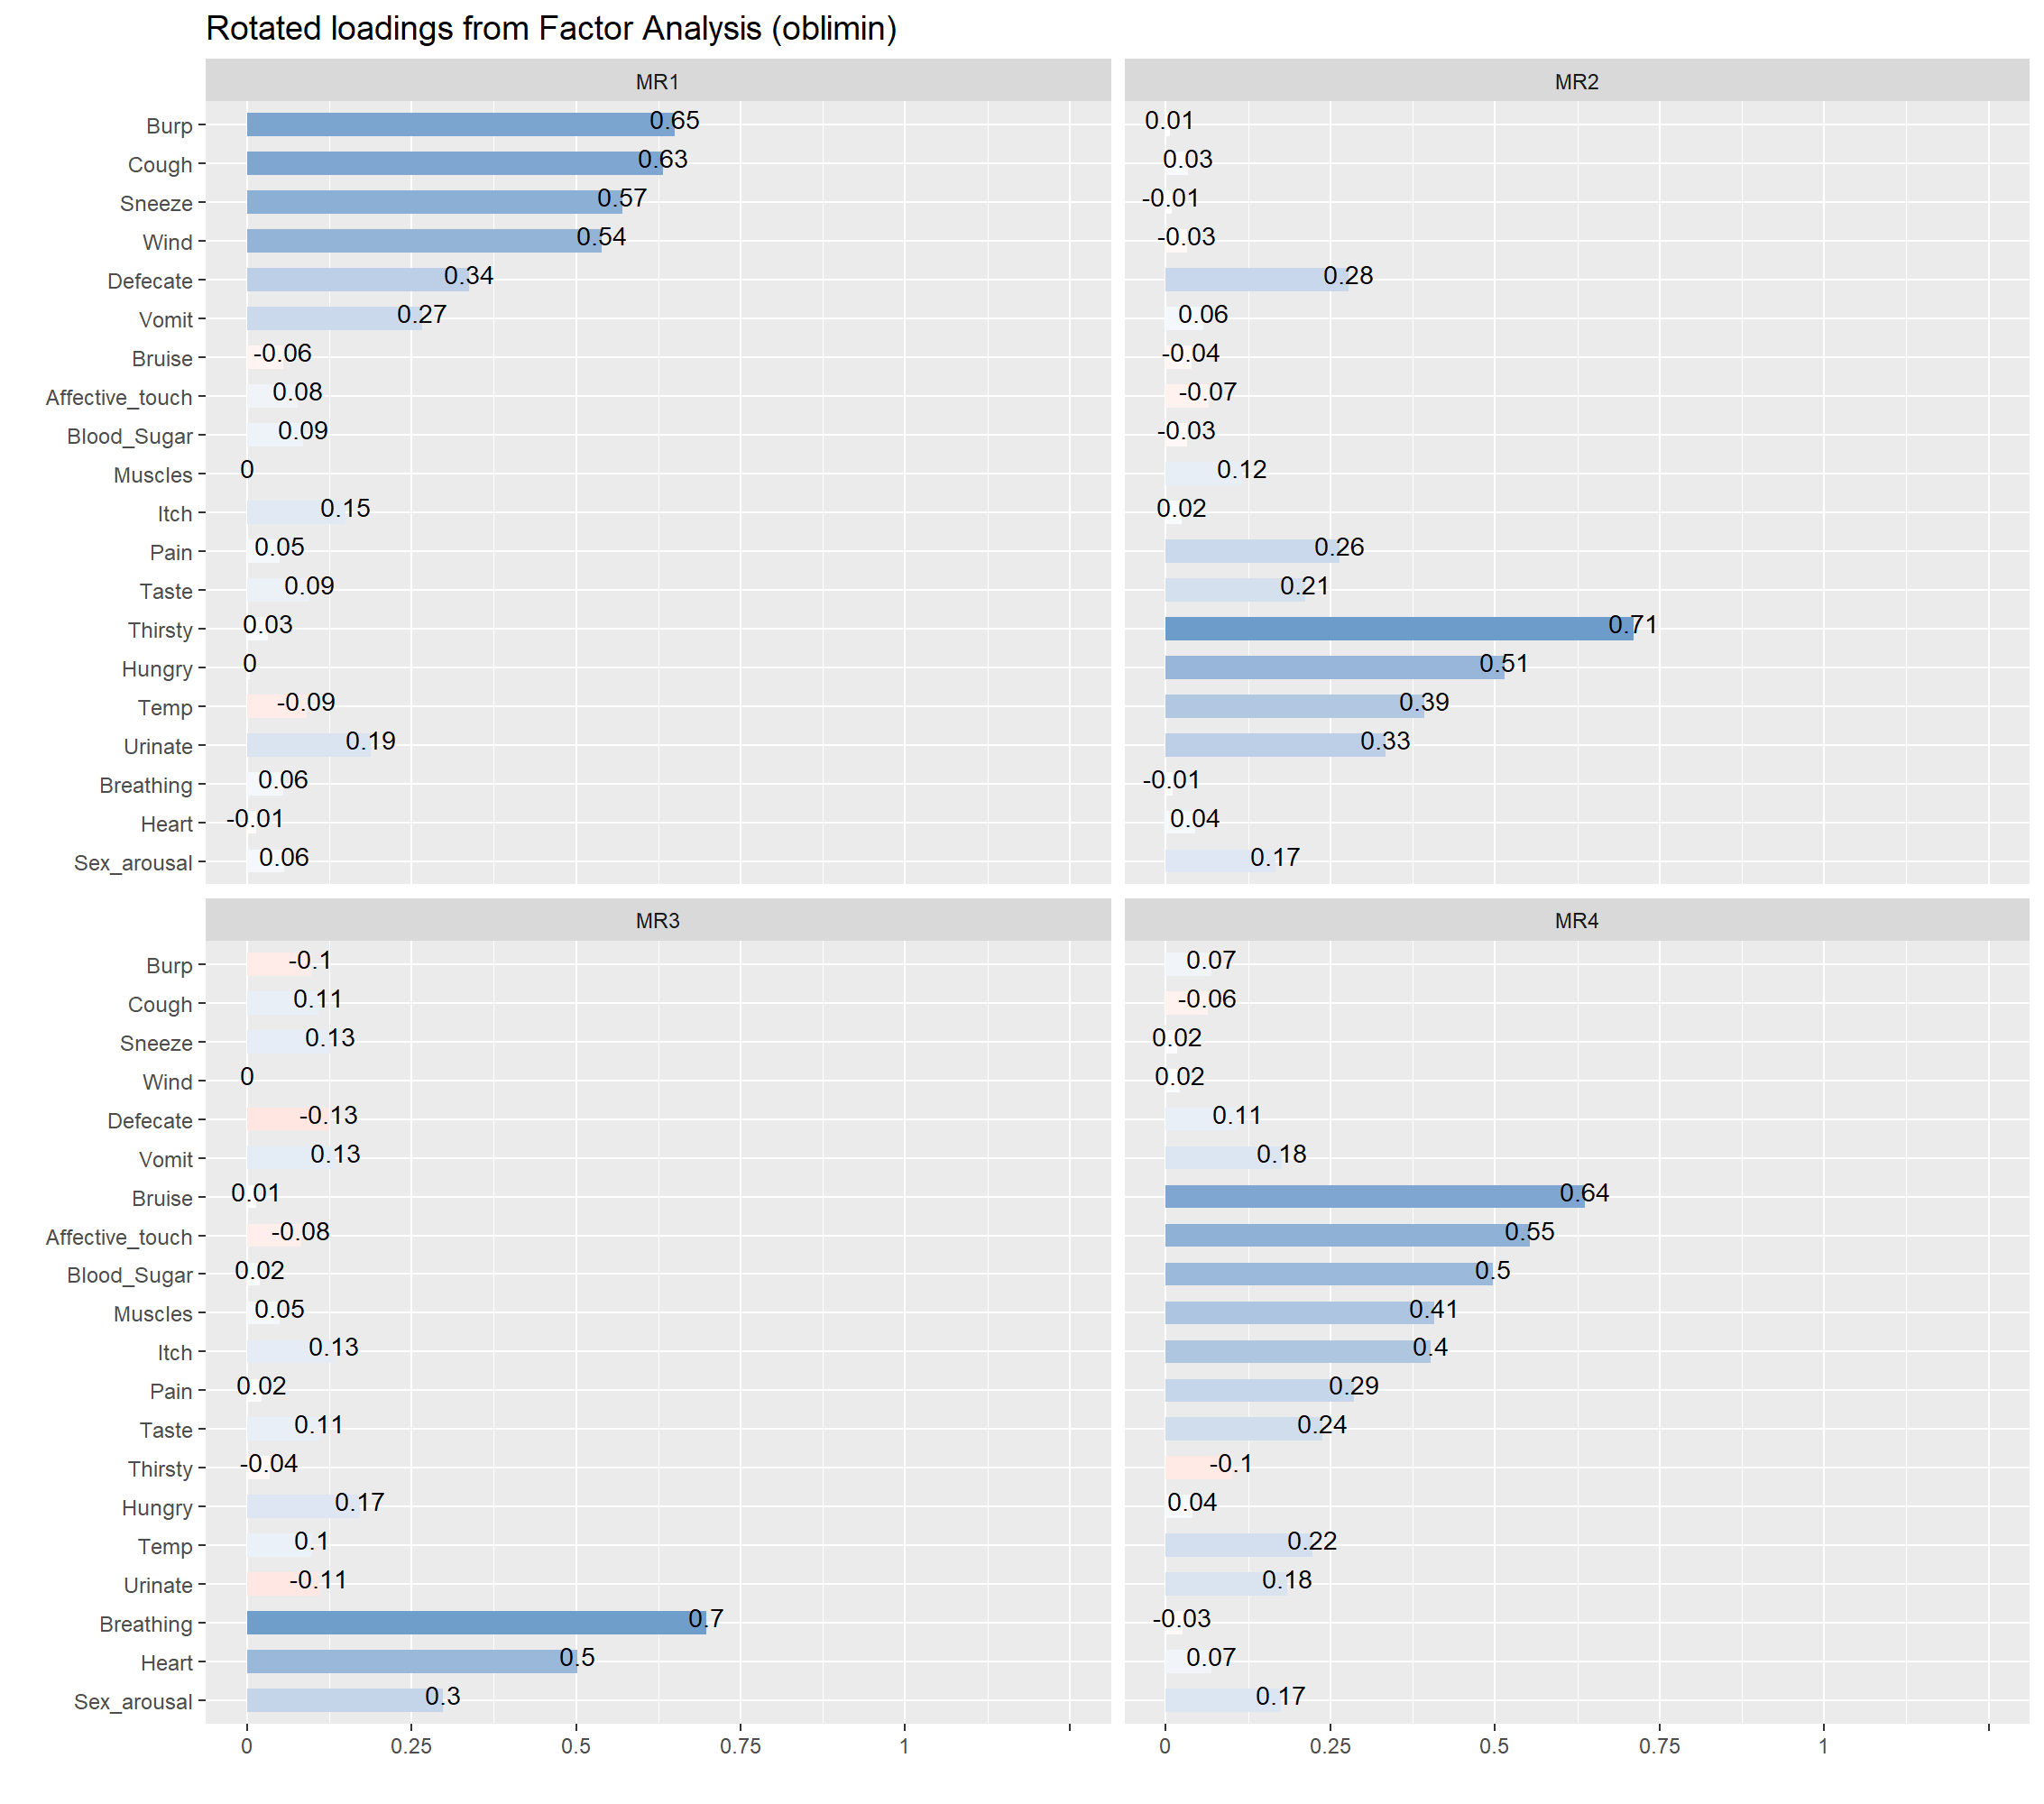 Rotated loadings from Factor Analysis (oblimin)
MR1
MR2
Burp 0.65 0.01
Cough 0.63 0.03
Sneeze 0.57 -0.01
Wind 0.54 -0.03
Defecate 0.34 0.28
Vomit 0.27 0.06
Bruise -0.06 -0.04
Affective_touch 0.08 -0.07
Blood_Sugar 0.09 -0.03
Muscles 0 0.12
Itch 0.15 0.02
Pain 0.05 0.26
Taste 0.09 0.21
Thirsty 0.03 0.71
Hungry 0 0.51
Temp -0.09 0.39
Urinate 0.19 0.33
Breathing 0.06 -0.01
Heart -0.01 0.04
Sex_arousal 0.06 0.17
MR3
MR4
Burp -0.1 0.07
Cough 0.11 -0.06
Sneeze 0.13 0.02
Wind 0 0.02
Defecate -0.13 0.11
Vomit 0.13 0.18
Bruise 0.01 0.64
Affective_touch -0.08 0.55
Blood_Sugar 0.02 0.5
Muscles 0.05 0.41
Itch 0.13 0.4
Pain 0.02 0.29
Taste 0.11 0.24
Thirsty -0.04 -0.1
Hungry 0.17 0.04
Temp 0.1 0.22
Urinate -0.11 0.18
Breathing 0.7 -0.03
Heart 0.5 0.07
Sex_arousal 0.3 0.17
0 0.25 0.5 0.75 1
0 0.25 0.5 0.75 1